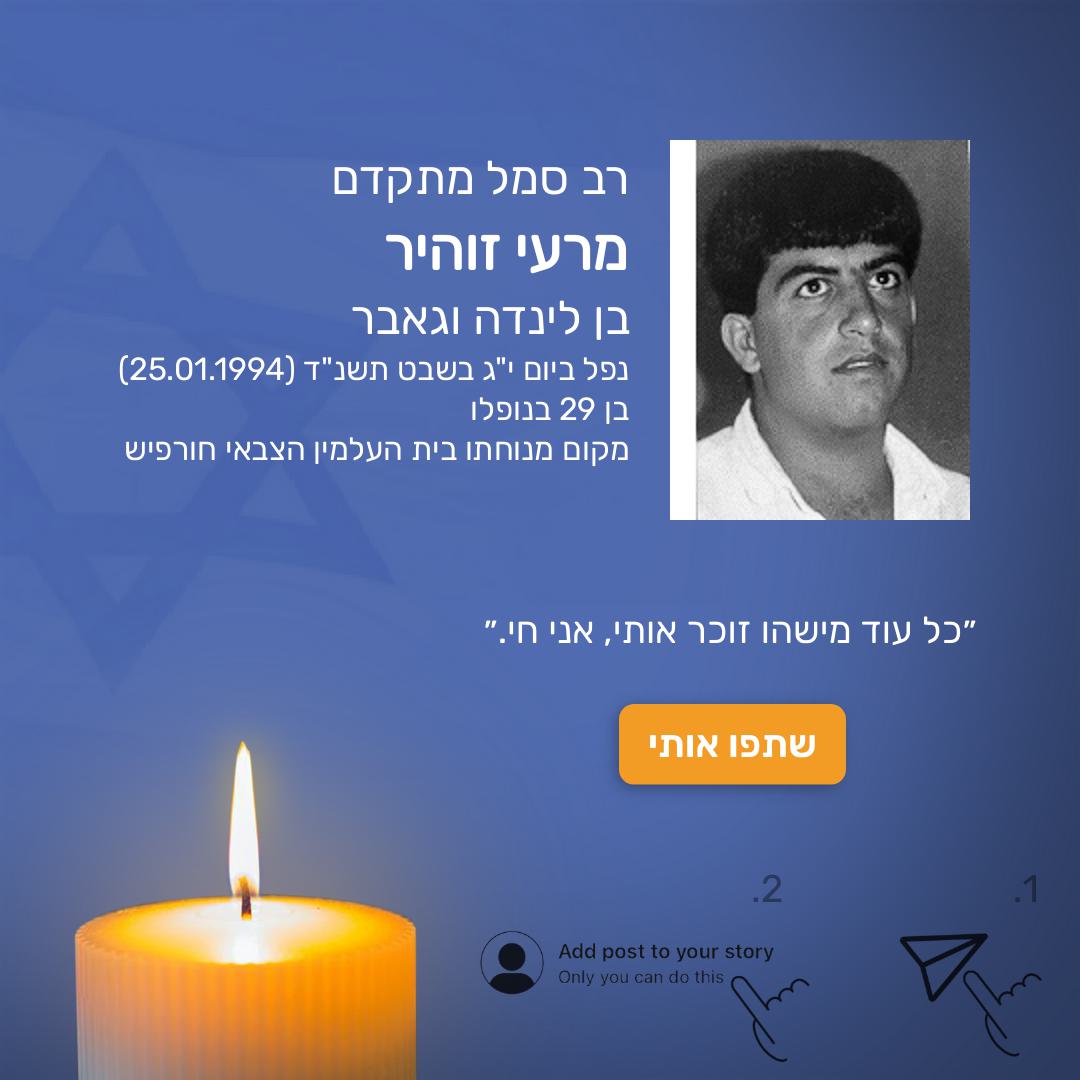 רב סמל מתקדם
מרעי זוהיר
בן לינדה וגאבר
נפל ביום י"ג בשבט תשנ"ד (25.01.1994)
בן 29 בנופלו
מקום מנוחתו בית העלמין הצבאי חורפיש
״כל עוד מישהו זוכר אותי, אני חי.״
שתפו אותי
1.
2.
Add post to your story
Only you can do this